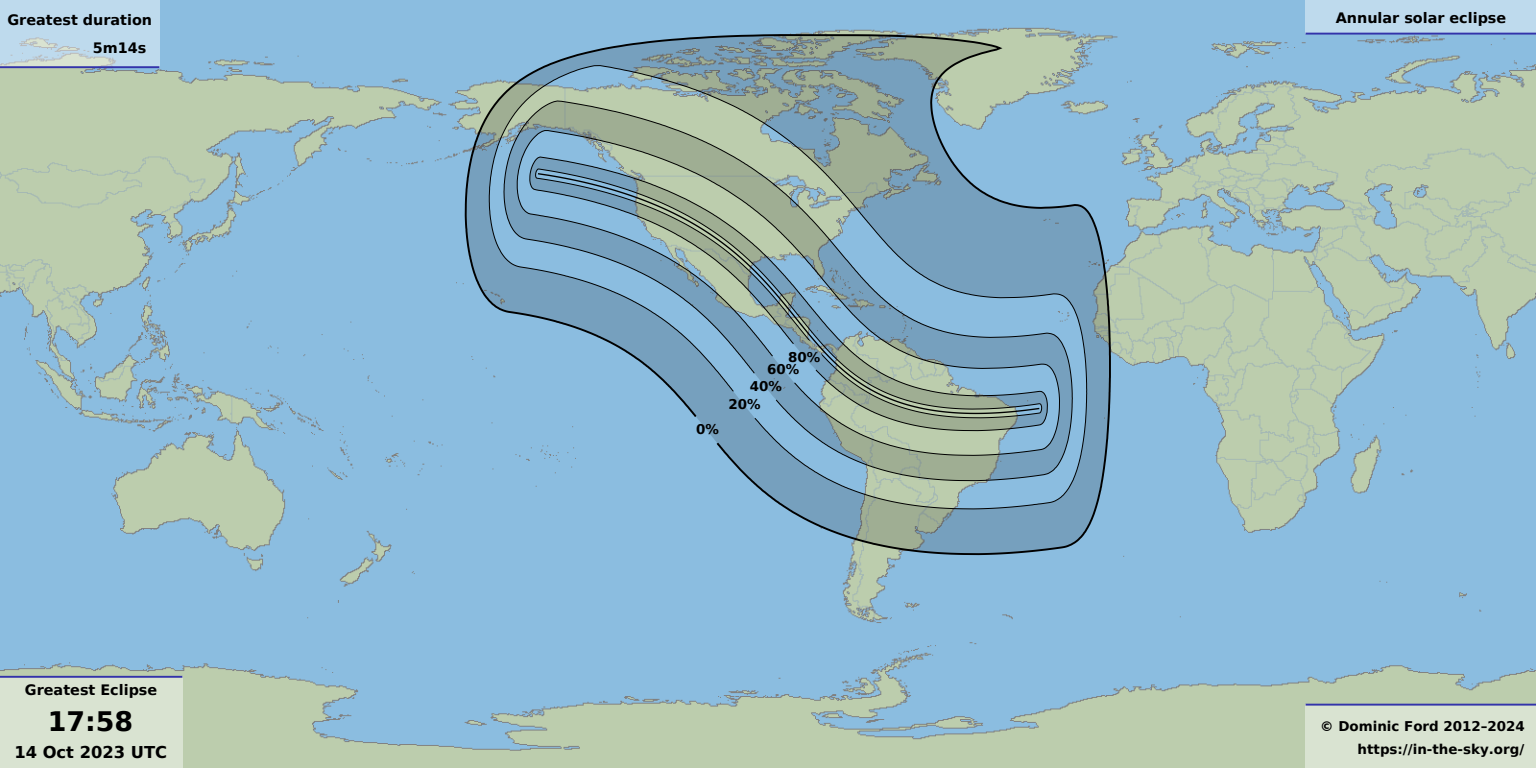 Greatest duration
5m14s
Annular solar eclipse
80%
60%
40%
20%
0%
Greatest Eclipse
17:58
14 Oct 2023 UTC
© Dominic Ford 2012–2024
https://in-the-sky.org/